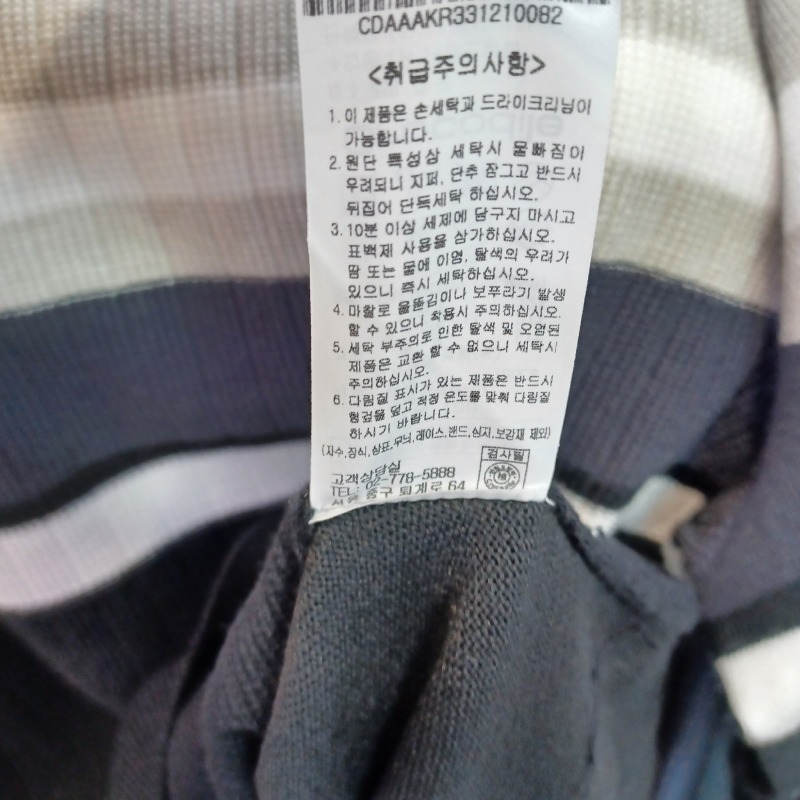 CDAAAKR331210082
<취급주의사항>
1. 이 제품은 손세탁과 드라이크리닝이
가능합니다.
2. 원단 특성상 세탁시 물빠짐이
우려되니 지퍼, 단추 잠그고 반드시
뒤집어 단독세탁 하십시오.
3. 10분 이상 세제에 담구지 마시고
표백제 사용을 삼가하십시오.
땀 또는 물에 이염, 탈색의 우려가
있으니 즉시 세탁하십시오.
4. 마찰로 올뜯김이나 보푸라기 발생
할 수 있으니 착용시 주의하십시오.
5. 세탁 부주의로 인한 탈색 및 오염된
제품은 교환 할 수 없으니 세탁시
주의하십시오.
6. 다림질 표시가 있는 제품은 반드시
헝겊을 덮고 적정 온도를 맞춰 다림질
하시기 바랍니다.
(자수,장식,상표,무늬,레이스,밴드,심지,보강재 제외)
검사필
고객상담실
TEL: 02-778-5888
서울 중구 퇴계로 64